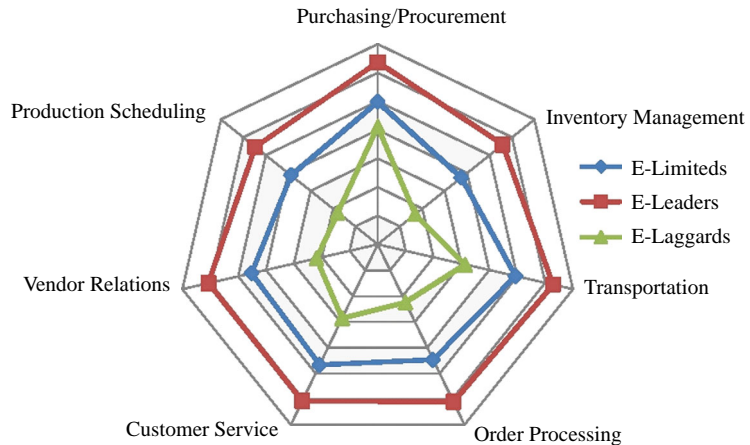 Purchasing/Procurement
Production Scheduling
Inventory Management
E-Limiteds
E-Leaders
E-Laggards
Vendor Relations
Transportation
Customer Service
Order Processing